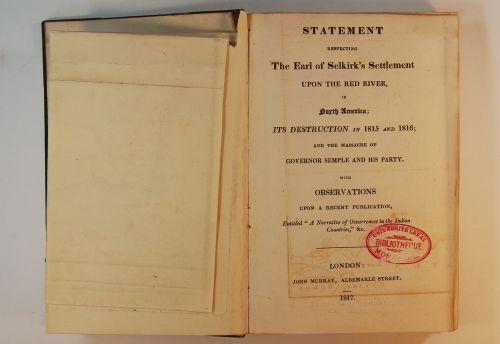 STATEMENT
RESPECTING
The Earl of Selkirk's Settlement
UPON THE RED RIVER,
IN
North America;
ITS DESTRUCTION IN 1815 AND 1816;
AND THE MASSACRE OF
GOVERNOR SEMPLE AND HIS PARTY.
WITH
OBSERVATIONS
UPON A RECENT PUBLICATION,
Entitled "A Narrative of Occurrences in the Indian
Countries," &c.
UNIVERSITE LAVAL
BIBLIOTHEQUE
LONDON:
JOHN MURRAY, ALBEMARLE STREET.
1817.